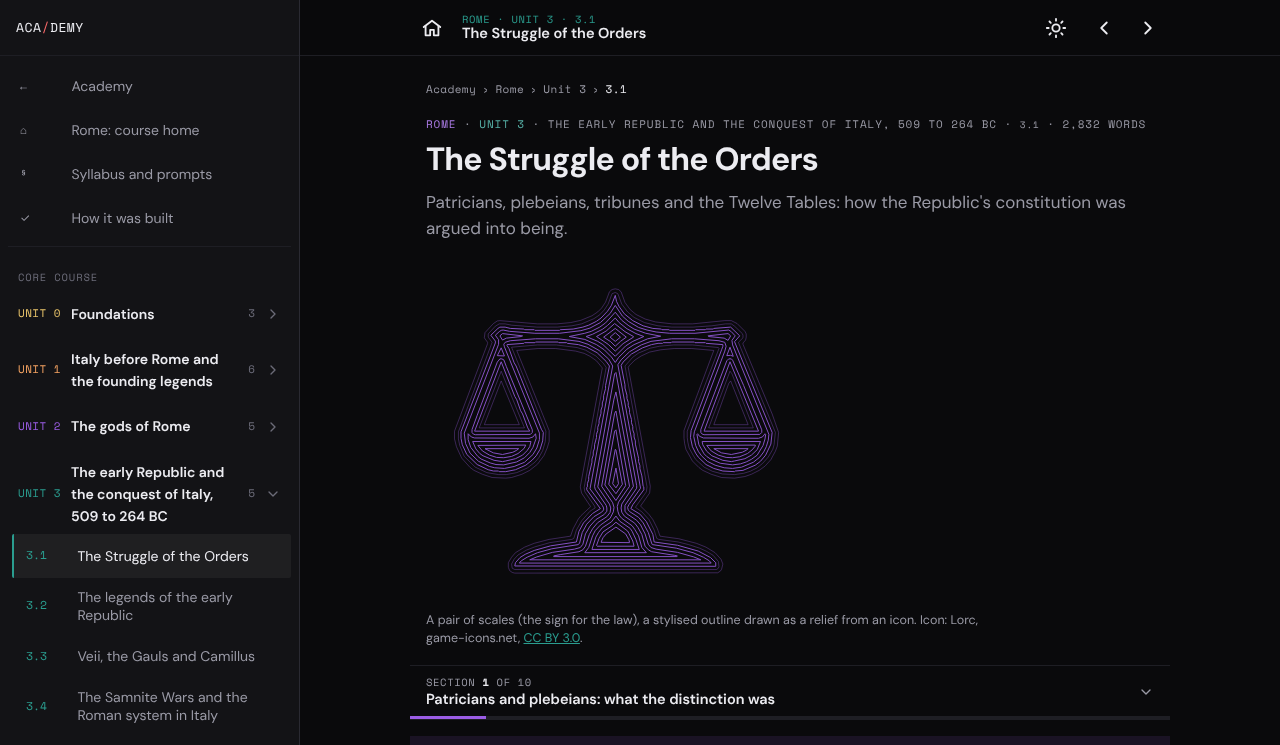 ACA/DEMY
← Academy
⌂ Rome: course home
§ Syllabus and prompts
✓ How it was built
CORE COURSE
UNIT 0 Foundations 3
UNIT 1 Italy before Rome and
the founding legends 6
UNIT 2 The gods of Rome 5
UNIT 3 The early Republic and
the conquest of Italy, 5
509 to 264 BC
3.1 The Struggle of the Orders
3.2 The legends of the early
Republic
3.3 Veii, the Gauls and Camillus
3.4 The Samnite Wars and the
Roman system in Italy
ROME · UNIT 3 · 3.1
The Struggle of the Orders
Academy › Rome › Unit 3 › 3.1
ROME · UNIT 3 · THE EARLY REPUBLIC AND THE CONQUEST OF ITALY, 509 TO 264 BC · 3.1 · 2,832 WORDS
The Struggle of the Orders
Patricians, plebeians, tribunes and the Twelve Tables: how the Republic's constitution was
argued into being.
A pair of scales (the sign for the law), a stylised outline drawn as a relief from an icon. Icon: Lorc,
game-icons.net, CC BY 3.0.
SECTION 1 OF 10
Patricians and plebeians: what the distinction was